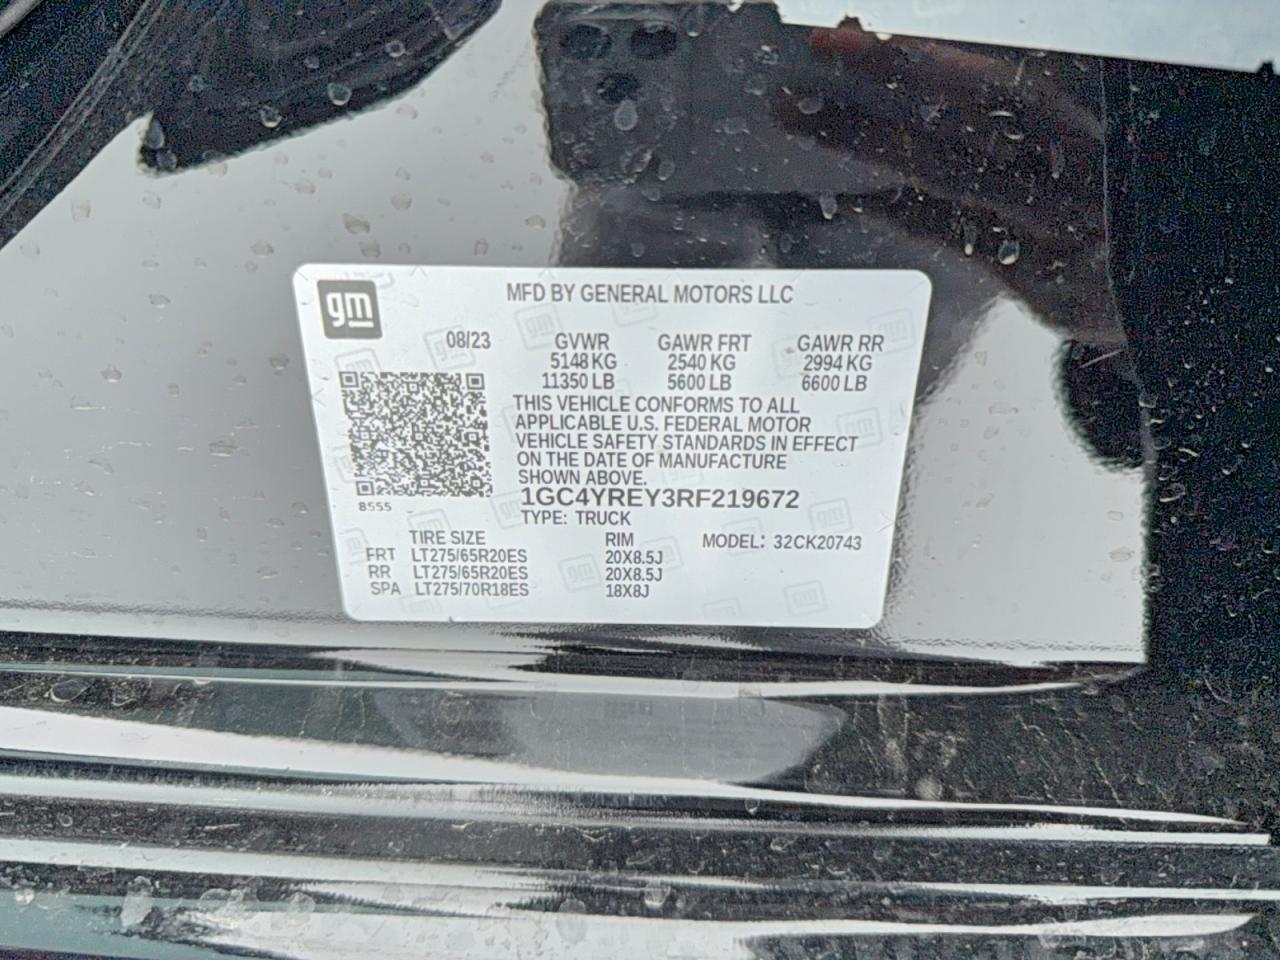 gm
MFD BY GENERAL MOTORS LLC
08/23 GVWR GAWR FRT GAWR RR
5148 KG 2540 KG 2994 KG
11350 LB 5600 LB 6600 LB
THIS VEHICLE CONFORMS TO ALL
APPLICABLE U.S. FEDERAL MOTOR
VEHICLE SAFETY STANDARDS IN EFFECT
ON THE DATE OF MANUFACTURE
SHOWN ABOVE.
8555
1GC4YREY3RF219672
TYPE: TRUCK
TIRE SIZE RIM MODEL: 32CK20743
FRT LT275/65R20ES 20X8.5J
RR LT275/65R20ES 20X8.5J
SPA LT275/70R18ES 18X8J